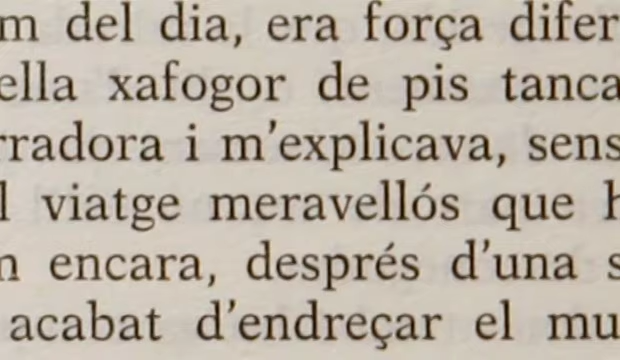 m del dia, era força difer
ella xafogor de pis tanca
rradora i m’explicava, sens
l viatge meravellós que h
n encara, després d’una s
acabat d’endreçar el mu